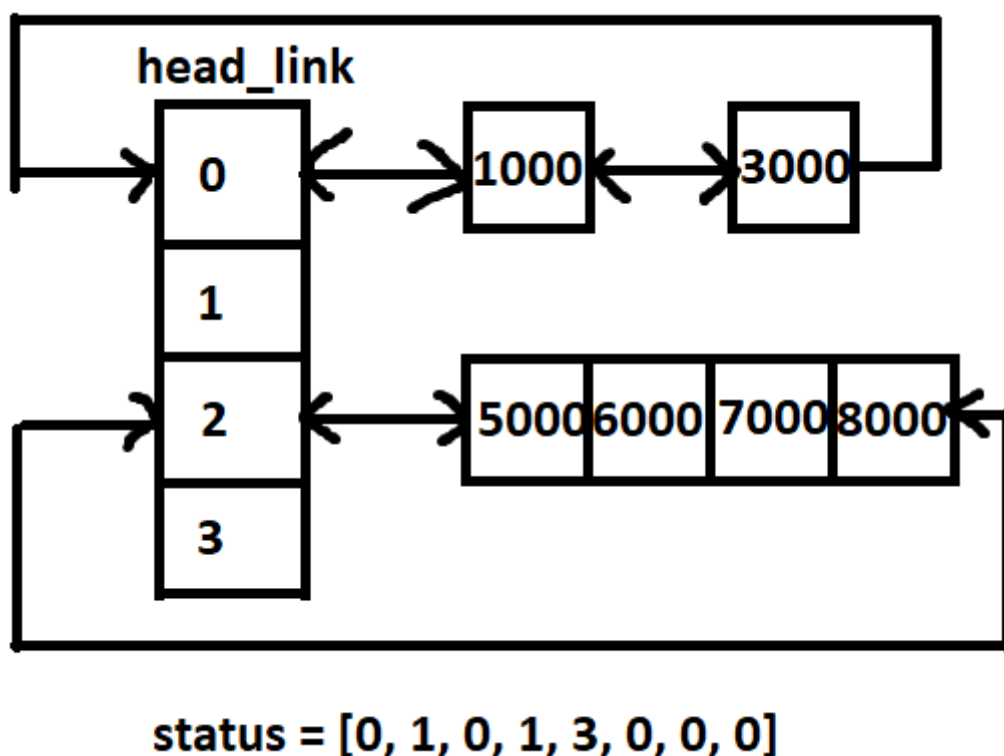 head_link
0 1000 3000
1
2 5000 6000 7000 8000
3
status = [0, 1, 0, 1, 3, 0, 0, 0]